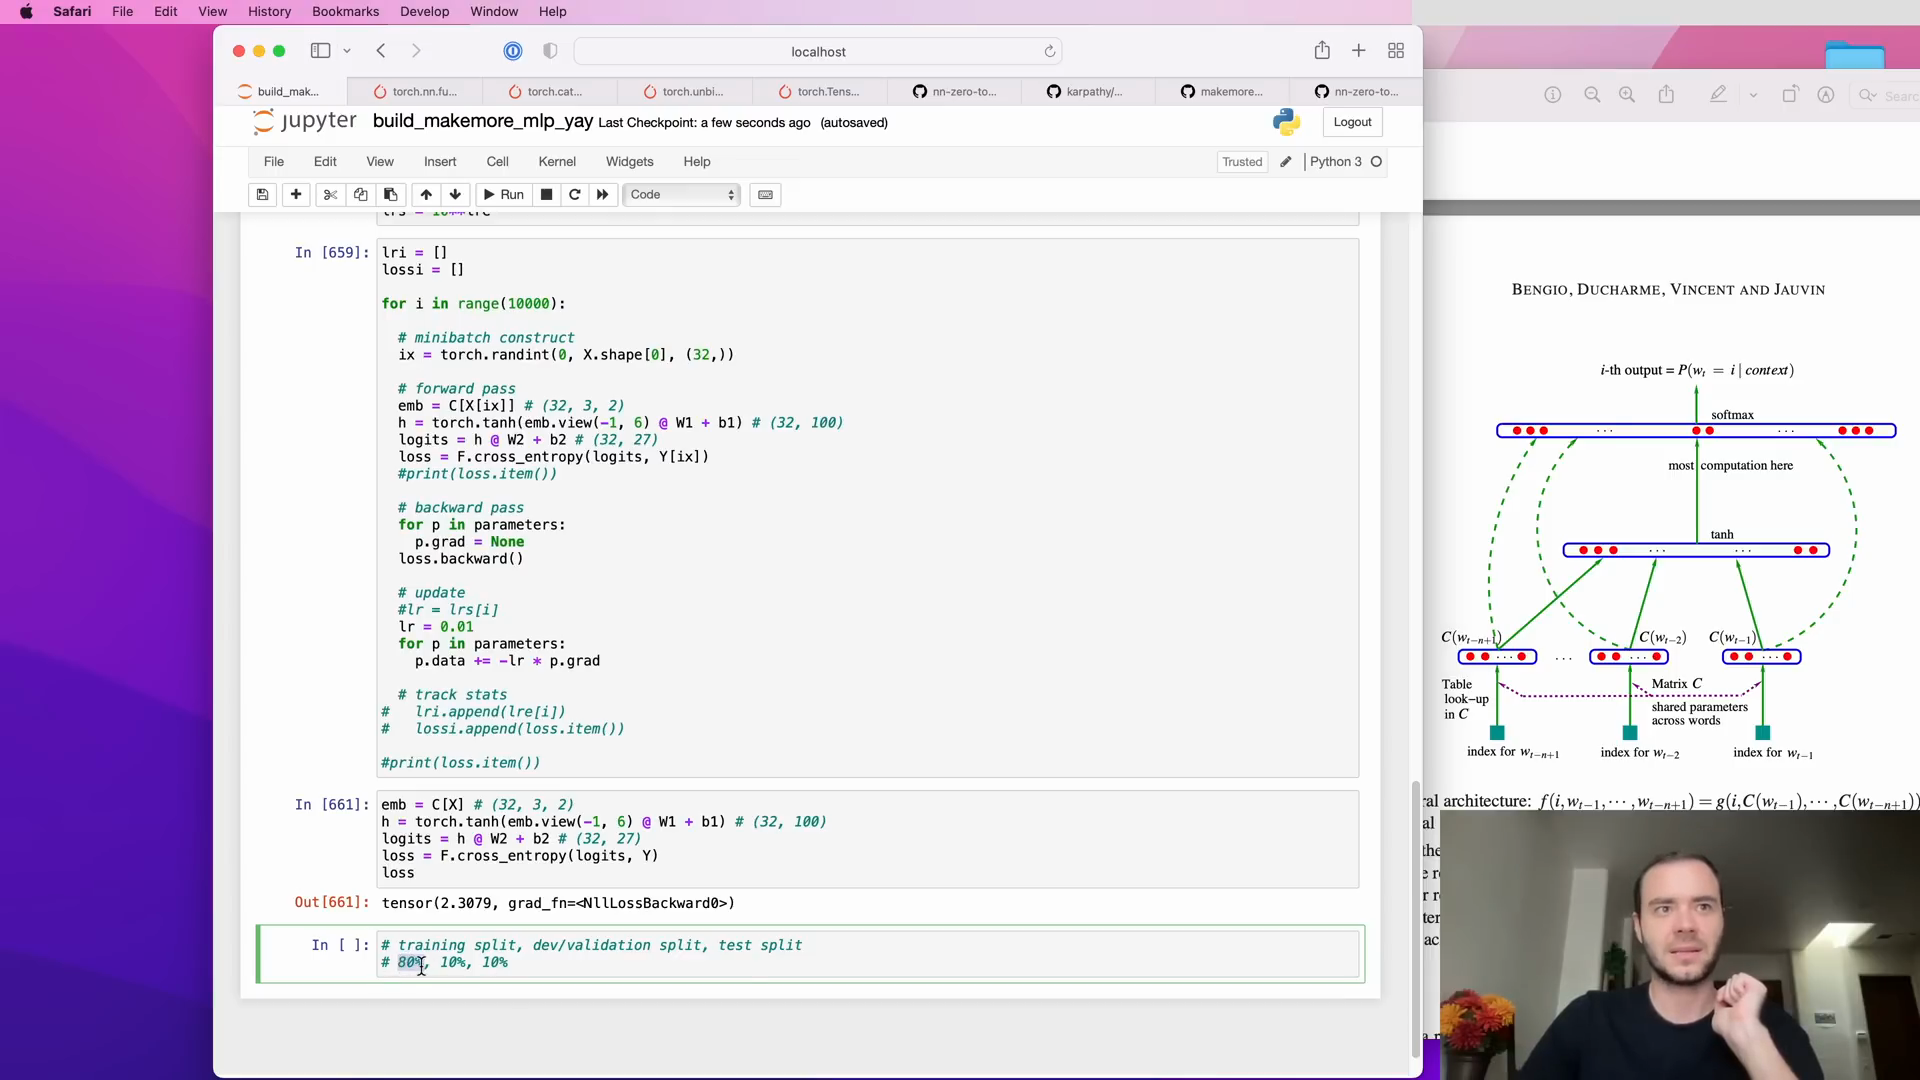 Safari File Edit View History Bookmarks Develop Window Help
localhost
build_mak... torch.nn.fu... torch.cat... torch.unbi... torch.Tens... nn-zero-to... karpathy/... makemore... nn-zero-to...
jupyter build_makemore_mlp_yay Last Checkpoint: a few seconds ago (autosaved) Logout
File Edit View Insert Cell Kernel Widgets Help Trusted Python 3
Run Code
In [659]: lri = []
lossi = []
for i in range(10000):
# minibatch construct
ix = torch.randint(0, X.shape[0], (32,))
# forward pass
emb = C[X[ix]] # (32, 3, 2)
h = torch.tanh(emb.view(-1, 6) @ W1 + b1) # (32, 100)
logits = h @ W2 + b2 # (32, 27)
loss = F.cross_entropy(logits, Y[ix])
#print(loss.item())
# backward pass
for p in parameters:
p.grad = None
loss.backward()
# update
#lr = lrs[i]
lr = 0.01
for p in parameters:
p.data += -lr * p.grad
# track stats
# lri.append(lre[i])
# lossi.append(loss.item())
#print(loss.item())
In [661]: emb = C[X] # (32, 3, 2)
h = torch.tanh(emb.view(-1, 6) @ W1 + b1) # (32, 100)
logits = h @ W2 + b2 # (32, 27)
loss = F.cross_entropy(logits, Y)
loss
Out[661]: tensor(2.3079, grad_fn=<NllLossBackward0>)
In [ ]: # training split, dev/validation split, test split
# 80%, 10%, 10%
Search
BENGIO, DUCHARME, VINCENT AND JAUVIN
i-th output = P(w_t = i | context)
softmax
... ...
most computation here
tanh
... ...
C(w_{t−n+1}) C(w_{t−2}) C(w_{t−1})
... ... ... ...
Table
look−up
in C
Matrix C
shared parameters
across words
index for w_{t−n+1} index for w_{t−2} index for w_{t−1}
architecture: f(i,w_{t−1},···,w_{t−n+1}) = g(i,C(w_{t−1}),···,C(w_{t−n+1}))